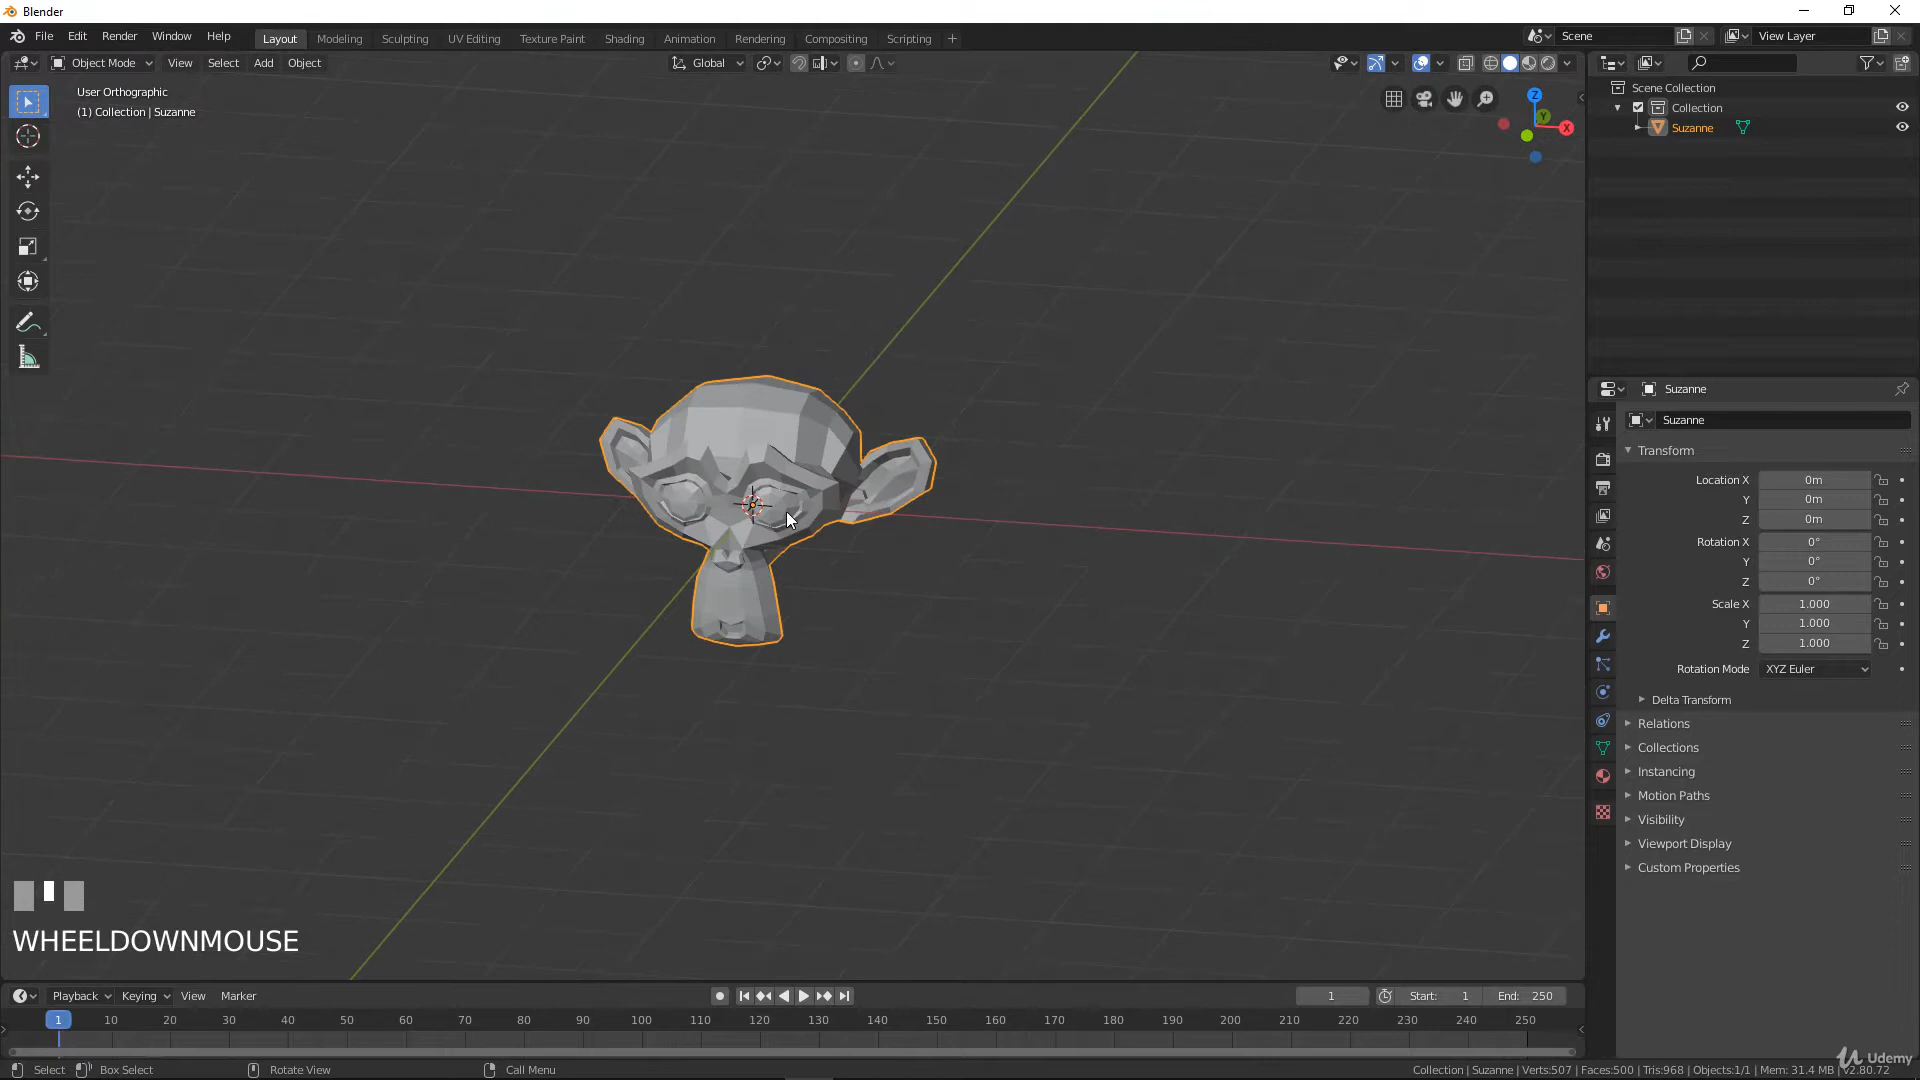 Blender
File Edit Render Window Help
Layout Modeling Sculpting UV Editing Texture Paint Shading Animation Rendering Compositing Scripting
Scene
View Layer
Object Mode View Select Add Object
Global
User Orthographic
(1) Collection | Suzanne
Z
Y
X
Scene Collection
Collection
Suzanne
Suzanne
Suzanne
Transform
Location X 0m
Y 0m
Z 0m
Rotation X 0°
Y 0°
Z 0°
Scale X 1.000
Y 1.000
Z 1.000
Rotation Mode XYZ Euler
Delta Transform
Relations
Collections
Instancing
Motion Paths
Visibility
Viewport Display
Custom Properties
WHEELDOWNMOUSE
Playback Keying View Marker
1 Start: 1 End: 250
1 10 20 30 40 50 60 70 80 90 100 110 120 130 140 150 160 170 180 190 200 210 220 230 240 250
Select Box Select Rotate View Call Menu
Collection | Suzanne | Verts:507 | Faces:500 | Tris:968 | Objects:1/1 | Mem: 31.4 MB | v2.80.72
Udemy